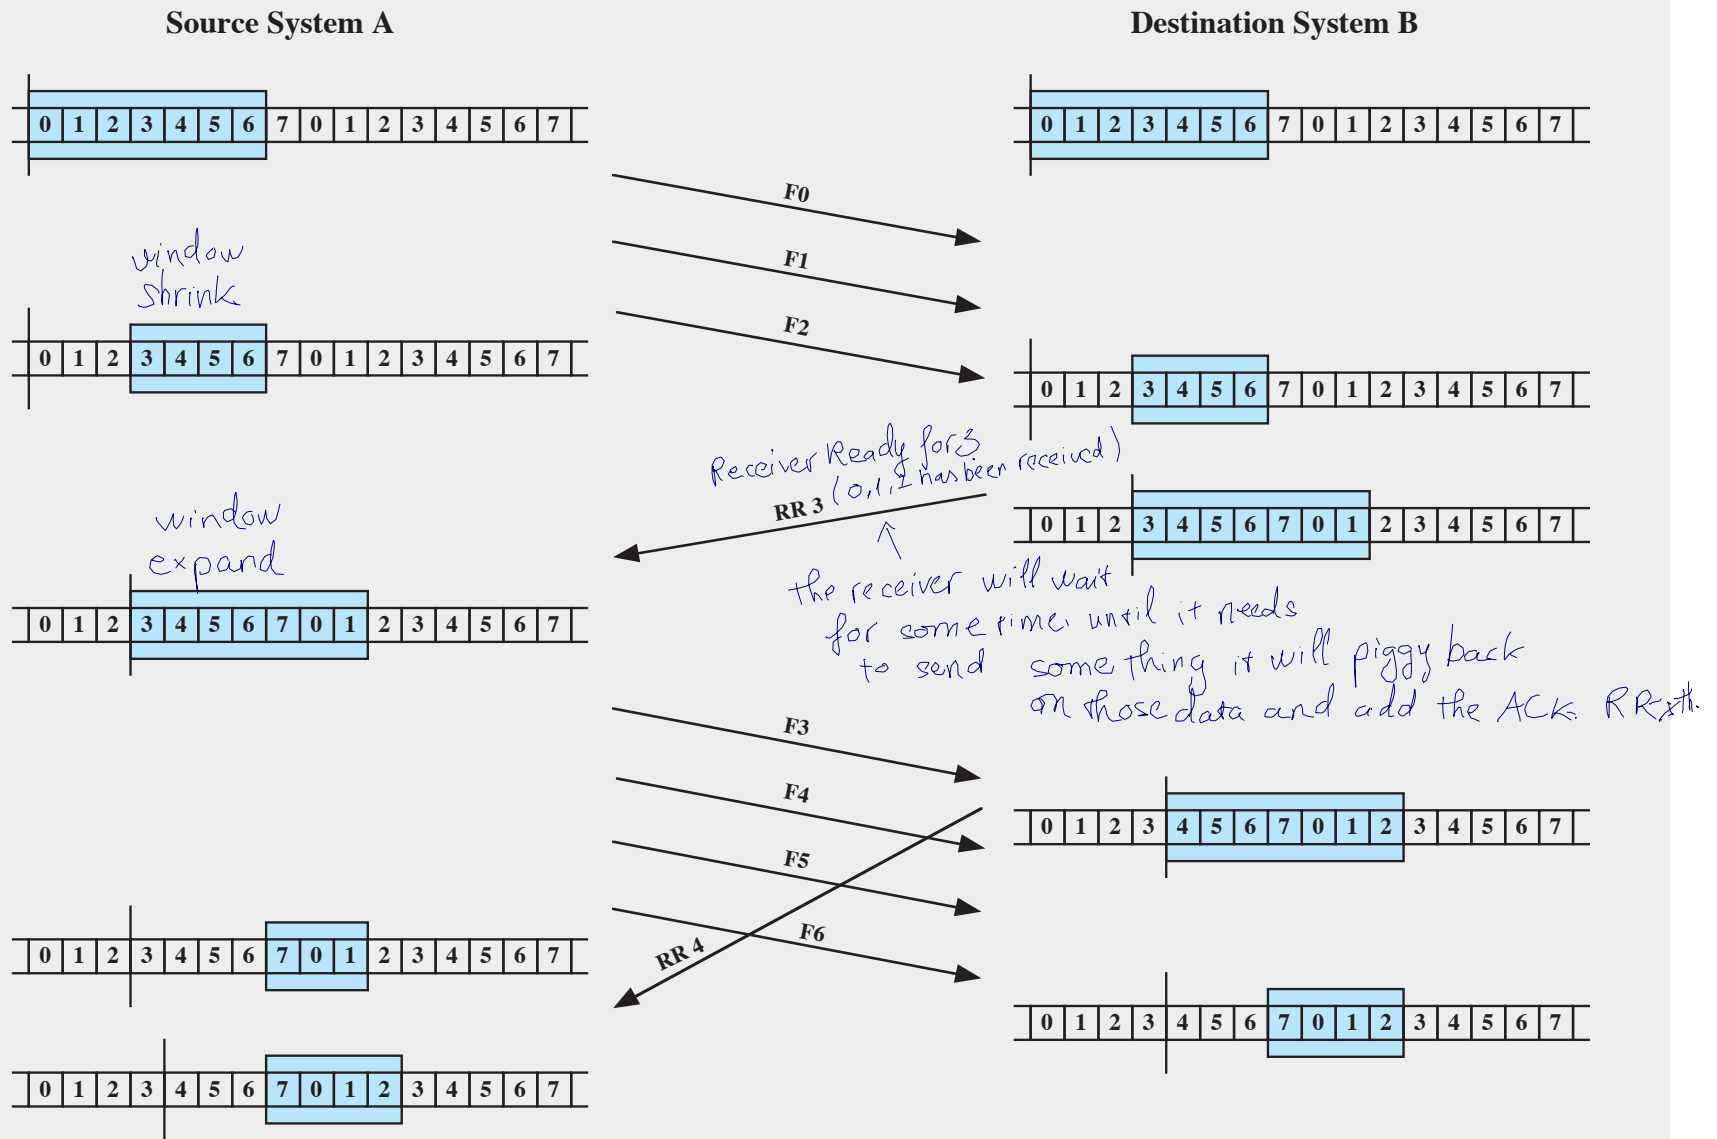 Source System A
Destination System B
0 1 2 3 4 5 6 7 0 1 2 3 4 5 6 7
0 1 2 3 4 5 6 7 0 1 2 3 4 5 6 7
F0
F1
F2
window
shrink
0 1 2 3 4 5 6 7 0 1 2 3 4 5 6 7
0 1 2 3 4 5 6 7 0 1 2 3 4 5 6 7
Receiver Ready for 3
(0,1,2 has been received)
RR 3
0 1 2 3 4 5 6 7 0 1 2 3 4 5 6 7
window
expand
0 1 2 3 4 5 6 7 0 1 2 3 4 5 6 7
the receiver will wait
for some time. until it needs
to send something it will piggy back
on those data and add the ACK. RR-xth.
F3
F4
F5
F6
RR 4
0 1 2 3 4 5 6 7 0 1 2 3 4 5 6 7
0 1 2 3 4 5 6 7 0 1 2 3 4 5 6 7
0 1 2 3 4 5 6 7 0 1 2 3 4 5 6 7
0 1 2 3 4 5 6 7 0 1 2 3 4 5 6 7